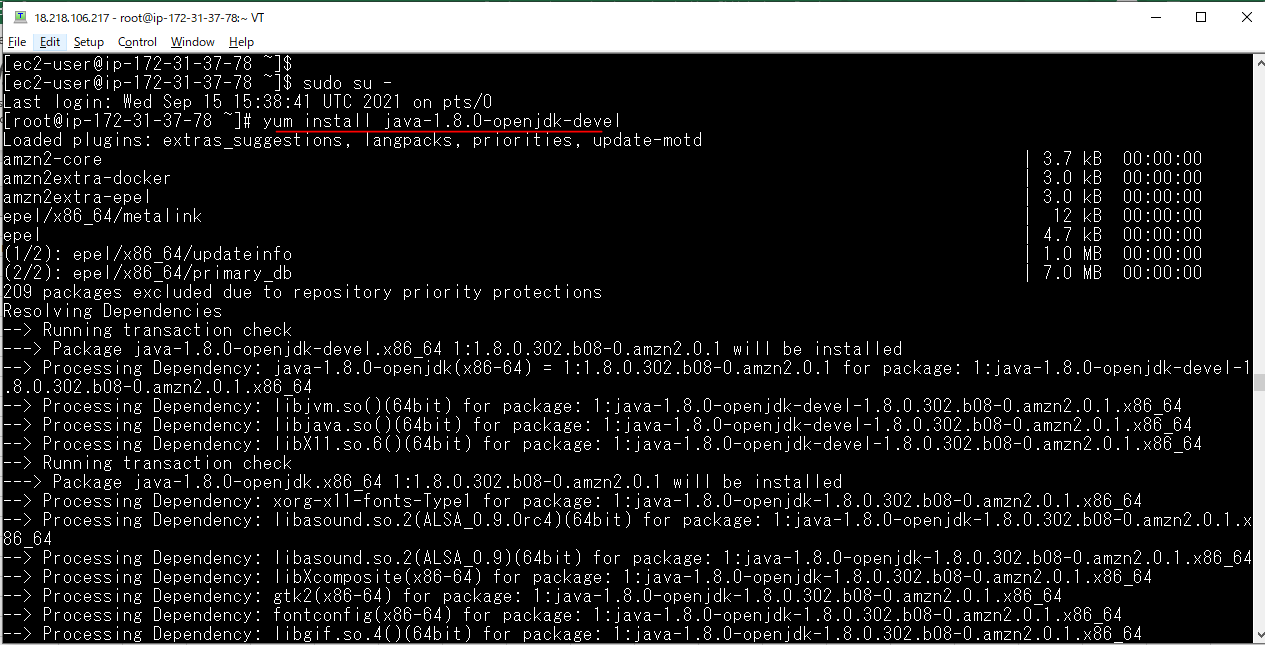 18.218.106.217 - root@ip-172-31-37-78:~ VT
File Edit Setup Control Window Help
[ec2-user@ip-172-31-37-78 ~]$
[ec2-user@ip-172-31-37-78 ~]$ sudo su -
Last login: Wed Sep 15 15:38:41 UTC 2021 on pts/0
[root@ip-172-31-37-78 ~]# yum install java-1.8.0-openjdk-devel
Loaded plugins: extras_suggestions, langpacks, priorities, update-motd
amzn2-core | 3.7 kB 00:00:00
amzn2extra-docker | 3.0 kB 00:00:00
amzn2extra-epel | 3.0 kB 00:00:00
epel/x86_64/metalink | 12 kB 00:00:00
epel | 4.7 kB 00:00:00
(1/2): epel/x86_64/updateinfo | 1.0 MB 00:00:00
(2/2): epel/x86_64/primary_db | 7.0 MB 00:00:00
209 packages excluded due to repository priority protections
Resolving Dependencies
--> Running transaction check
---> Package java-1.8.0-openjdk-devel.x86_64 1:1.8.0.302.b08-0.amzn2.0.1 will be installed
--> Processing Dependency: java-1.8.0-openjdk(x86-64) = 1:1.8.0.302.b08-0.amzn2.0.1 for package: 1:java-1.8.0-openjdk-devel-1
.8.0.302.b08-0.amzn2.0.1.x86_64
--> Processing Dependency: libjvm.so()(64bit) for package: 1:java-1.8.0-openjdk-devel-1.8.0.302.b08-0.amzn2.0.1.x86_64
--> Processing Dependency: libjava.so()(64bit) for package: 1:java-1.8.0-openjdk-devel-1.8.0.302.b08-0.amzn2.0.1.x86_64
--> Processing Dependency: libX11.so.6()(64bit) for package: 1:java-1.8.0-openjdk-devel-1.8.0.302.b08-0.amzn2.0.1.x86_64
--> Running transaction check
---> Package java-1.8.0-openjdk.x86_64 1:1.8.0.302.b08-0.amzn2.0.1 will be installed
--> Processing Dependency: xorg-x11-fonts-Type1 for package: 1:java-1.8.0-openjdk-1.8.0.302.b08-0.amzn2.0.1.x86_64
--> Processing Dependency: libasound.so.2(ALSA_0.9.0rc4)(64bit) for package: 1:java-1.8.0-openjdk-1.8.0.302.b08-0.amzn2.0.1.x
86_64
--> Processing Dependency: libasound.so.2(ALSA_0.9)(64bit) for package: 1:java-1.8.0-openjdk-1.8.0.302.b08-0.amzn2.0.1.x86_64
--> Processing Dependency: libXcomposite(x86-64) for package: 1:java-1.8.0-openjdk-1.8.0.302.b08-0.amzn2.0.1.x86_64
--> Processing Dependency: gtk2(x86-64) for package: 1:java-1.8.0-openjdk-1.8.0.302.b08-0.amzn2.0.1.x86_64
--> Processing Dependency: fontconfig(x86-64) for package: 1:java-1.8.0-openjdk-1.8.0.302.b08-0.amzn2.0.1.x86_64
--> Processing Dependency: libgif.so.4()(64bit) for package: 1:java-1.8.0-openjdk-1.8.0.302.b08-0.amzn2.0.1.x86_64